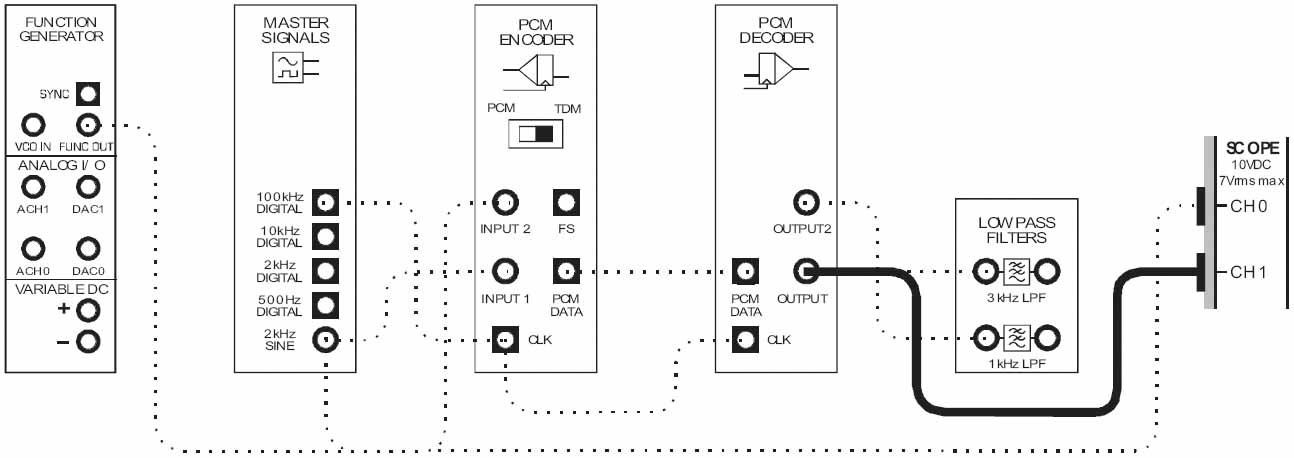 FUNCTION
GENERATOR
SYNC
VCO IN
FUNC OUT
ANALOG I/ O
ACH1
DAC1
ACH0
DAC0
VARIABLE DC
+
−
MASTER
SIGNALS
100kHz
DIGITAL
10kHz
DIGITAL
2kHz
DIGITAL
500Hz
DIGITAL
2kHz
SINE
PCM
ENCODER
PCM
TDM
INPUT 2
FS
INPUT 1
PCM
DATA
CLK
PCM
DECODER
OUTPUT2
PCM
DATA
OUTPUT
CLK
LOW PASS
FILTERS
3kHz LPF
1kHz LPF
SCOPE
10VDC
7Vrms max
CH0
CH1